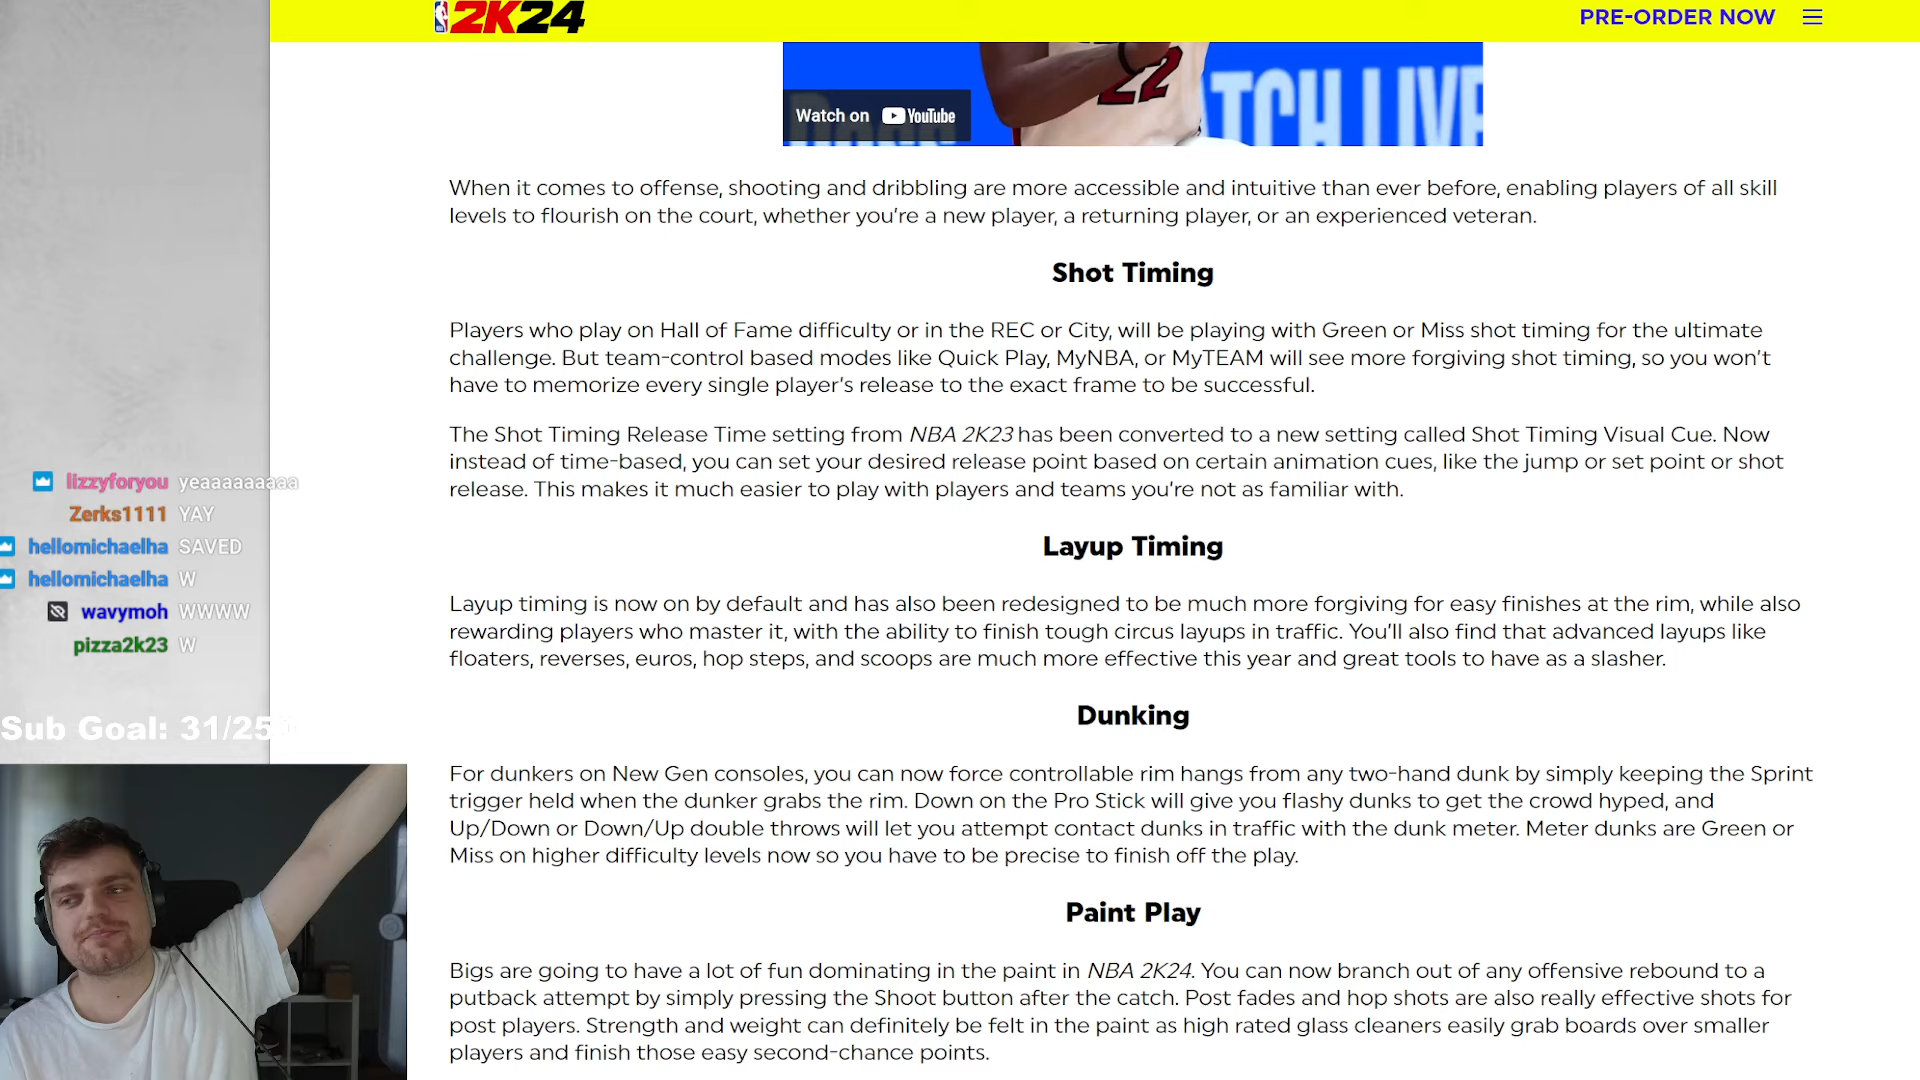 2K24
PRE-ORDER NOW
22
Watch on YouTube
ATCH LIVE
When it comes to offense, shooting and dribbling are more accessible and intuitive than ever before, enabling players of all skill
levels to flourish on the court, whether you’re a new player, a returning player, or an experienced veteran.
Shot Timing
Players who play on Hall of Fame difficulty or in the REC or City, will be playing with Green or Miss shot timing for the ultimate
challenge. But team-control based modes like Quick Play, MyNBA, or MyTEAM will see more forgiving shot timing, so you won’t
have to memorize every single player’s release to the exact frame to be successful.
The Shot Timing Release Time setting from NBA 2K23 has been converted to a new setting called Shot Timing Visual Cue. Now
instead of time-based, you can set your desired release point based on certain animation cues, like the jump or set point or shot
release. This makes it much easier to play with players and teams you’re not as familiar with.
Layup Timing
Layup timing is now on by default and has also been redesigned to be much more forgiving for easy finishes at the rim, while also
rewarding players who master it, with the ability to finish tough circus layups in traffic. You’ll also find that advanced layups like
floaters, reverses, euros, hop steps, and scoops are much more effective this year and great tools to have as a slasher.
Dunking
For dunkers on New Gen consoles, you can now force controllable rim hangs from any two-hand dunk by simply keeping the Sprint
trigger held when the dunker grabs the rim. Down on the Pro Stick will give you flashy dunks to get the crowd hyped, and
Up/Down or Down/Up double throws will let you attempt contact dunks in traffic with the dunk meter. Meter dunks are Green or
Miss on higher difficulty levels now so you have to be precise to finish off the play.
Paint Play
Bigs are going to have a lot of fun dominating in the paint in NBA 2K24. You can now branch out of any offensive rebound to a
putback attempt by simply pressing the Shoot button after the catch. Post fades and hop shots are also really effective shots for
post players. Strength and weight can definitely be felt in the paint as high rated glass cleaners easily grab boards over smaller
players and finish those easy second-chance points.
lizzyforyou yeaaaaaaaaa
Zerks1111 YAY
hellomichaelha SAVED
hellomichaelha W
wavymoh WWWW
pizza2k23 W
Sub Goal: 31/250